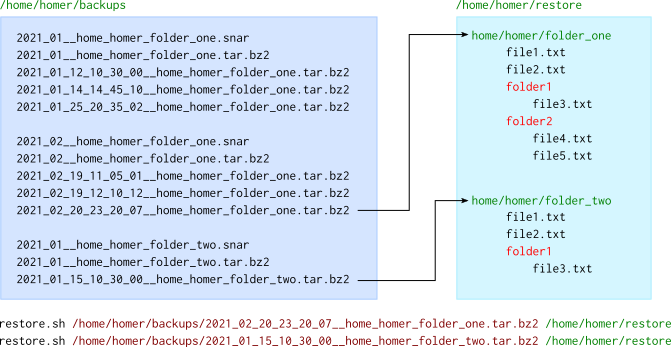 /home/homer/backups
2021_01__home_homer_folder_one.snar
2021_01__home_homer_folder_one.tar.bz2
2021_01_12_10_30_00__home_homer_folder_one.tar.bz2
2021_01_14_14_45_10__home_homer_folder_one.tar.bz2
2021_01_25_20_35_02__home_homer_folder_one.tar.bz2
2021_02__home_homer_folder_one.snar
2021_02__home_homer_folder_one.tar.bz2
2021_02_19_11_05_01__home_homer_folder_one.tar.bz2
2021_02_19_12_10_12__home_homer_folder_one.tar.bz2
2021_02_20_23_20_07__home_homer_folder_one.tar.bz2
2021_01__home_homer_folder_two.snar
2021_01__home_homer_folder_two.tar.bz2
2021_01_15_10_30_00__home_homer_folder_two.tar.bz2
/home/homer/restore
home/homer/folder_one
file1.txt
file2.txt
folder1
file3.txt
folder2
file4.txt
file5.txt
home/homer/folder_two
file1.txt
file2.txt
folder1
file3.txt
restore.sh /home/homer/backups/2021_02_20_23_20_07__home_homer_folder_one.tar.bz2 /home/homer/restore
restore.sh /home/homer/backups/2021_01_15_10_30_00__home_homer_folder_two.tar.bz2 /home/homer/restore